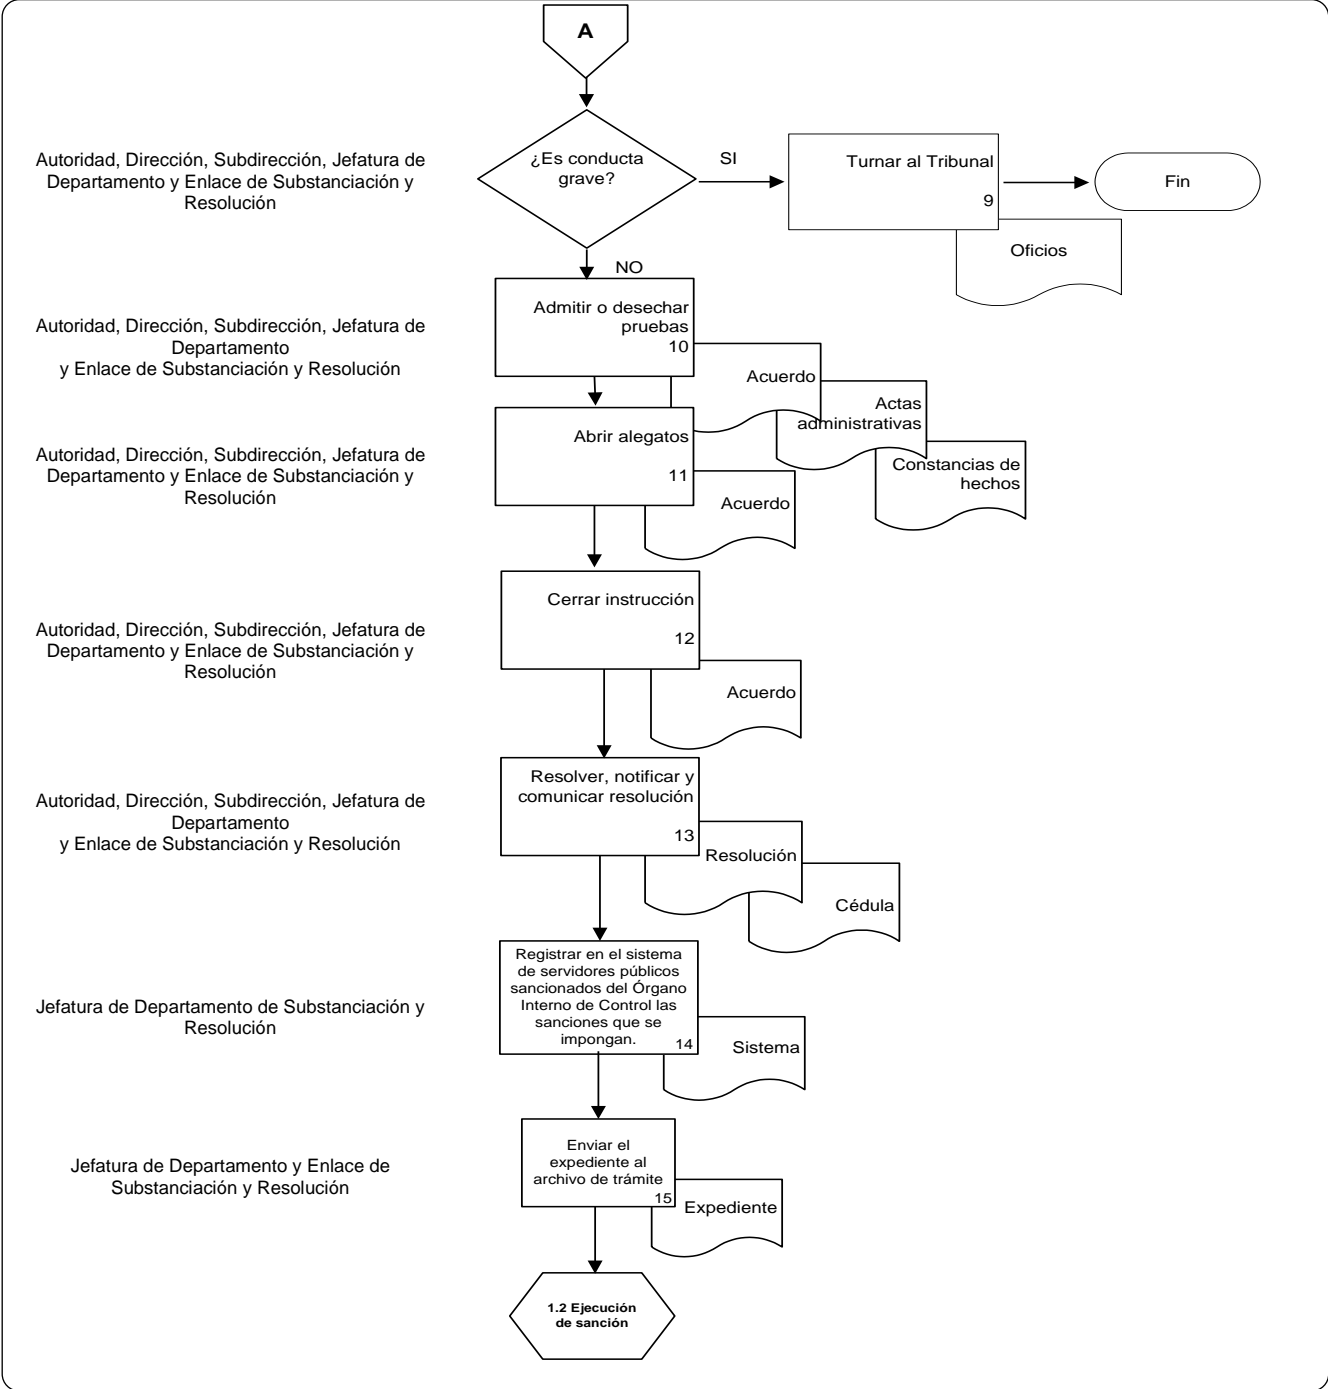 A
Autoridad, Dirección, Subdirección, Jefatura de
Departamento y Enlace de Substanciación y
Resolución
¿Es conducta
grave?
SI
Turnar al Tribunal
9
Fin
Oficios
NO
Autoridad, Dirección, Subdirección, Jefatura de
Departamento
y Enlace de Substanciación y Resolución
Admitir o desechar
pruebas
10
Acuerdo
Actas
administrativas
Constancias de
hechos
Autoridad, Dirección, Subdirección, Jefatura de
Departamento y Enlace de Substanciación y
Resolución
Abrir alegatos
11
Acuerdo
Autoridad, Dirección, Subdirección, Jefatura de
Departamento y Enlace de Substanciación y
Resolución
Cerrar instrucción
12
Acuerdo
Autoridad, Dirección, Subdirección, Jefatura de
Departamento
y Enlace de Substanciación y Resolución
Resolver, notificar y
comunicar resolución
13
Resolución
Cédula
Jefatura de Departamento de Substanciación y
Resolución
Registrar en el sistema
de servidores públicos
sancionados del Órgano
Interno de Control las
sanciones que se
impongan.
14
Sistema
Jefatura de Departamento y Enlace de
Substanciación y Resolución
Enviar el
expediente al
archivo de trámite
15
Expediente
1.2 Ejecución
de sanción